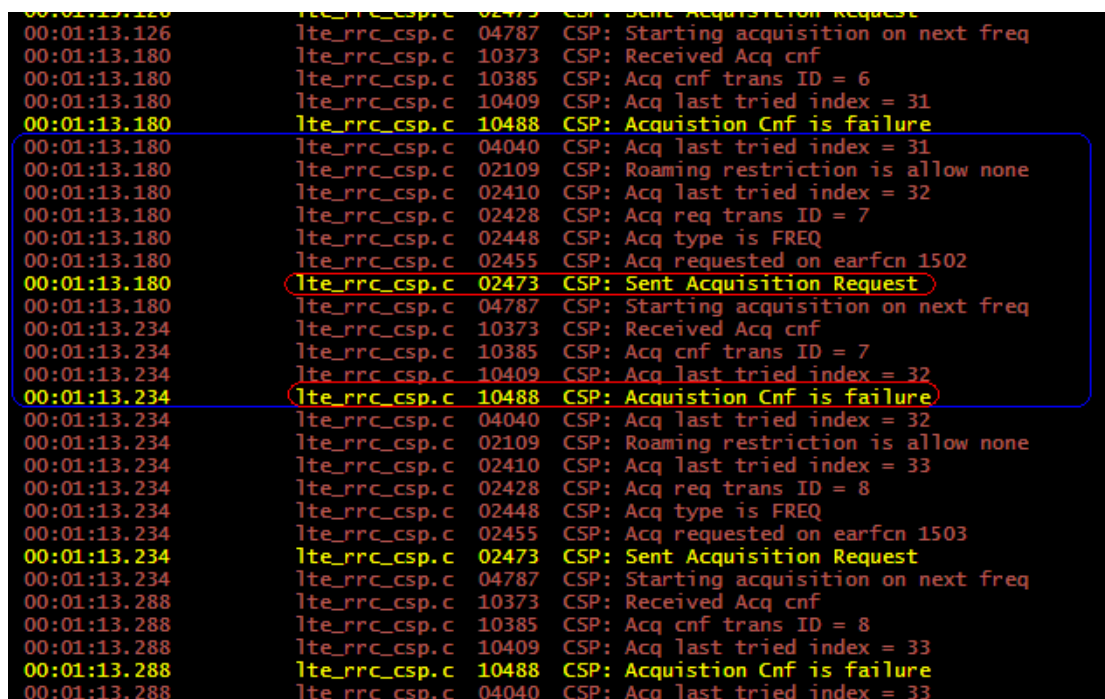 00:01:13.126 lte_rrc_csp.c 02473 CSP: Sent Acquisition Request
00:01:13.126 lte_rrc_csp.c 04787 CSP: Starting acquisition on next freq
00:01:13.180 lte_rrc_csp.c 10373 CSP: Received Acq cnf
00:01:13.180 lte_rrc_csp.c 10385 CSP: Acq cnf trans ID = 6
00:01:13.180 lte_rrc_csp.c 10409 CSP: Acq last tried index = 31
00:01:13.180 lte_rrc_csp.c 10488 CSP: Acquistion Cnf is failure
00:01:13.180 lte_rrc_csp.c 04040 CSP: Acq last tried index = 31
00:01:13.180 lte_rrc_csp.c 02109 CSP: Roaming restriction is allow none
00:01:13.180 lte_rrc_csp.c 02410 CSP: Acq last tried index = 32
00:01:13.180 lte_rrc_csp.c 02428 CSP: Acq req trans ID = 7
00:01:13.180 lte_rrc_csp.c 02448 CSP: Acq type is FREQ
00:01:13.180 lte_rrc_csp.c 02455 CSP: Acq requested on earfcn 1502
00:01:13.180 lte_rrc_csp.c 02473 CSP: Sent Acquisition Request
00:01:13.180 lte_rrc_csp.c 04787 CSP: Starting acquisition on next freq
00:01:13.234 lte_rrc_csp.c 10373 CSP: Received Acq cnf
00:01:13.234 lte_rrc_csp.c 10385 CSP: Acq cnf trans ID = 7
00:01:13.234 lte_rrc_csp.c 10409 CSP: Acq last tried index = 32
00:01:13.234 lte_rrc_csp.c 10488 CSP: Acquistion Cnf is failure
00:01:13.234 lte_rrc_csp.c 04040 CSP: Acq last tried index = 32
00:01:13.234 lte_rrc_csp.c 02109 CSP: Roaming restriction is allow none
00:01:13.234 lte_rrc_csp.c 02410 CSP: Acq last tried index = 33
00:01:13.234 lte_rrc_csp.c 02428 CSP: Acq req trans ID = 8
00:01:13.234 lte_rrc_csp.c 02448 CSP: Acq type is FREQ
00:01:13.234 lte_rrc_csp.c 02455 CSP: Acq requested on earfcn 1503
00:01:13.234 lte_rrc_csp.c 02473 CSP: Sent Acquisition Request
00:01:13.234 lte_rrc_csp.c 04787 CSP: Starting acquisition on next freq
00:01:13.288 lte_rrc_csp.c 10373 CSP: Received Acq cnf
00:01:13.288 lte_rrc_csp.c 10385 CSP: Acq cnf trans ID = 8
00:01:13.288 lte_rrc_csp.c 10409 CSP: Acq last tried index = 33
00:01:13.288 lte_rrc_csp.c 10488 CSP: Acquistion Cnf is failure
00:01:13.288 lte_rrc_csp.c 04040 CSP: Acq last tried index = 33